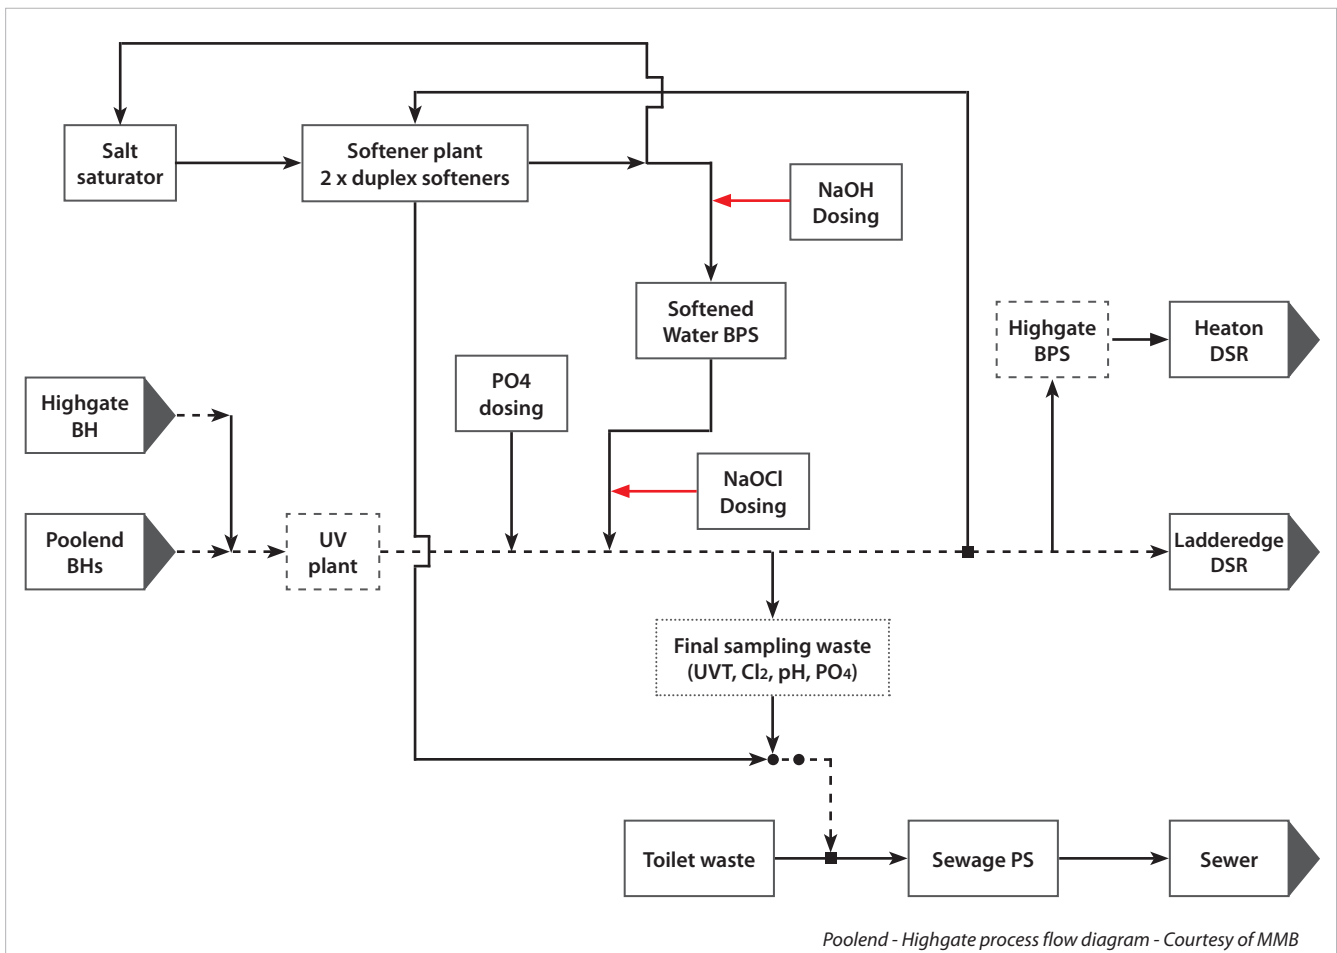 Salt
saturator
Softener plant
2 x duplex softeners
NaOH
Dosing
Softened
Water BPS
Highgate
BPS
Heaton
DSR
PO4
dosing
Highgate
BH
NaOCl
Dosing
Poolend
BHs
UV
plant
Ladderedge
DSR
Final sampling waste
(UVT, Cl2, pH, PO4)
Toilet waste
Sewage PS
Sewer
Poolend - Highgate process flow diagram - Courtesy of MMB